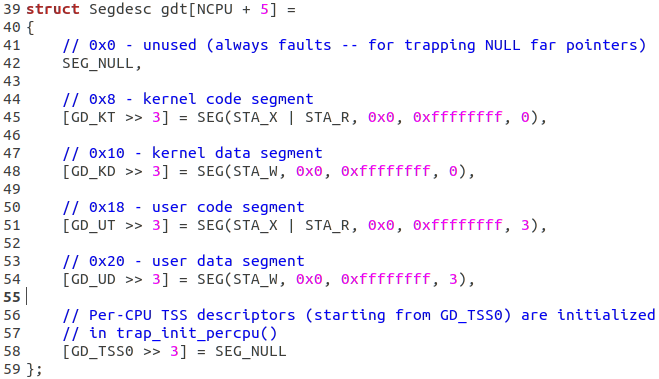 39 struct Segdesc gdt[NCPU + 5] =
40 {
41     // 0x0 - unused (always faults -- for trapping NULL far pointers)
42     SEG_NULL,
43
44     // 0x8 - kernel code segment
45     [GD_KT >> 3] = SEG(STA_X | STA_R, 0x0, 0xffffffff, 0),
46
47     // 0x10 - kernel data segment
48     [GD_KD >> 3] = SEG(STA_W, 0x0, 0xffffffff, 0),
49
50     // 0x18 - user code segment
51     [GD_UT >> 3] = SEG(STA_X | STA_R, 0x0, 0xffffffff, 3),
52
53     // 0x20 - user data segment
54     [GD_UD >> 3] = SEG(STA_W, 0x0, 0xffffffff, 3),
55
56     // Per-CPU TSS descriptors (starting from GD_TSS0) are initialized
57     // in trap_init_percpu()
58     [GD_TSS0 >> 3] = SEG_NULL
59 };